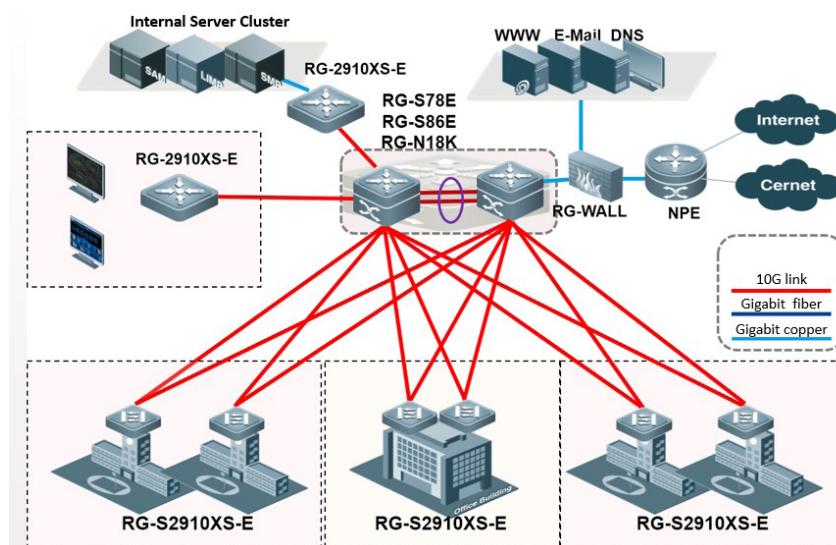 Internal Server Cluster
SAM LIMP SMP
WWW E-Mail DNS
RG-2910XS-E
RG-S78E
RG-S86E
RG-N18K
Internet
RG-2910XS-E
RG-WALL
NPE
Cernet
10G link
Gigabit fiber
Gigabit copper
Office Building
RG-S2910XS-E
RG-S2910XS-E
RG-S2910XS-E